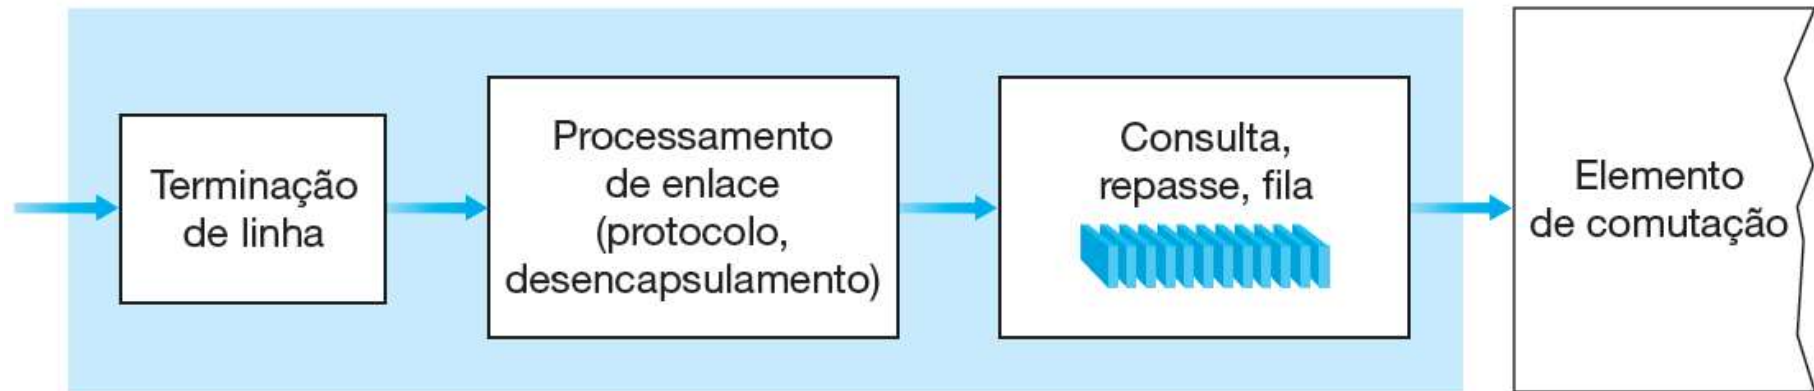 Terminação
de linha
Processamento
de enlace
(protocolo,
desencapsulamento)
Consulta,
repasse, fila
Elemento
de comutação